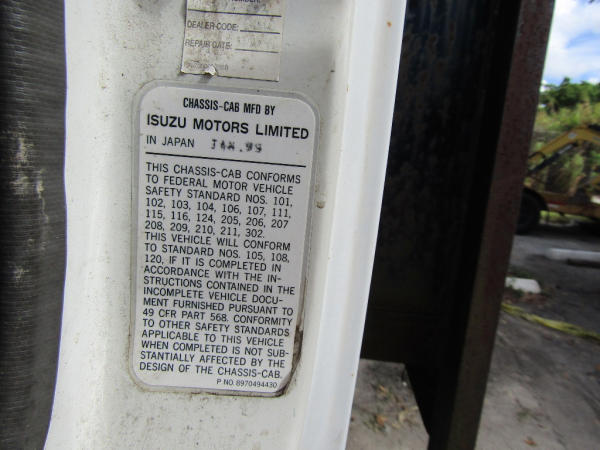 DEALER CODE:
REPAIR DATE:
CHASSIS-CAB MFD BY
ISUZU MOTORS LIMITED
IN JAPAN JAN. 99
THIS CHASSIS-CAB CONFORMS
TO FEDERAL MOTOR VEHICLE
SAFETY STANDARD NOS. 101,
102, 103, 104, 106, 107, 111,
115, 116, 124, 205, 206, 207
208, 209, 210, 211, 302.
THIS VEHICLE WILL CONFORM
TO STANDARD NOS. 105, 108,
120, IF IT IS COMPLETED IN
ACCORDANCE WITH THE IN-
STRUCTIONS CONTAINED IN THE
INCOMPLETE VEHICLE DOCU-
MENT FURNISHED PURSUANT TO
49 CFR PART 568. CONFORMITY
TO OTHER SAFETY STANDARDS
APPLICABLE TO THIS VEHICLE
WHEN COMPLETED IS NOT SUB-
STANTIALLY AFFECTED BY THE
DESIGN OF THE CHASSIS-CAB.
P NO. 8970494430